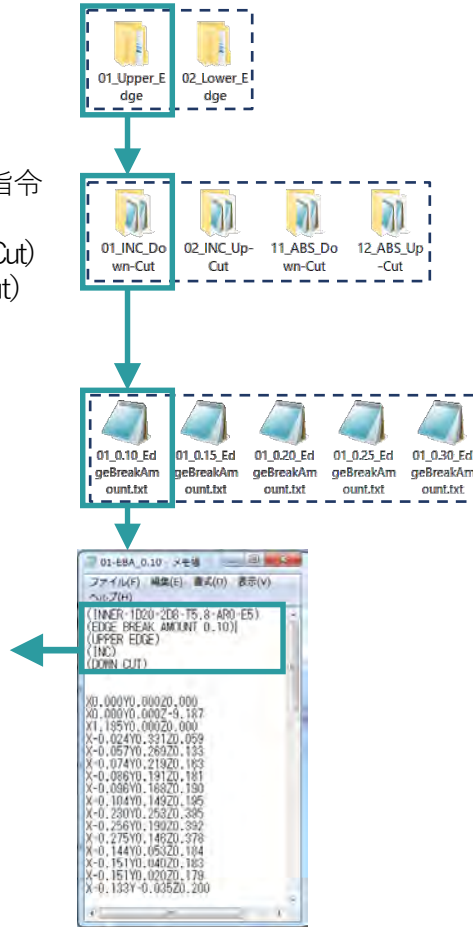 01_Upper_E
dge
02_Lower_E
dge
指令
Cut)
t)
01_INC_Do
wn-Cut
02_INC_Up-
Cut
11_ABS_Do
wn-Cut
12_ABS_Up
-Cut
01_0.10_Ed
geBreakAm
ount.txt
01_0.15_Ed
geBreakAm
ount.txt
01_0.20_Ed
geBreakAm
ount.txt
01_0.25_Ed
geBreakAm
ount.txt
01_0.30_Ed
geBreakAm
ount.txt
01-EBA_0.10 - メモ帳
ファイル(F) 編集(E) 書式(O) 表示(V)
ヘルプ(H)
(INNER-1D20-2D8-T5.8-AR0-E5)
(EDGE BREAK AMOUNT 0.10)
(UPPER EDGE)
(INC)
(DOWN CUT)
X0.000Y0.000Z0.000
X0.000Y0.000Z-9.187
X1.185Y0.000Z0.000
X-0.024Y0.331Z0.059
X-0.057Y0.269Z0.133
X-0.074Y0.219Z0.163
X-0.086Y0.191Z0.181
X-0.096Y0.168Z0.190
X-0.104Y0.149Z0.195
X-0.230Y0.253Z0.395
X-0.256Y0.190Z0.392
X-0.275Y0.146Z0.378
X-0.144Y0.053Z0.184
X-0.151Y0.040Z0.183
X-0.151Y0.020Z0.179
X-0.133Y-0.035Z0.200